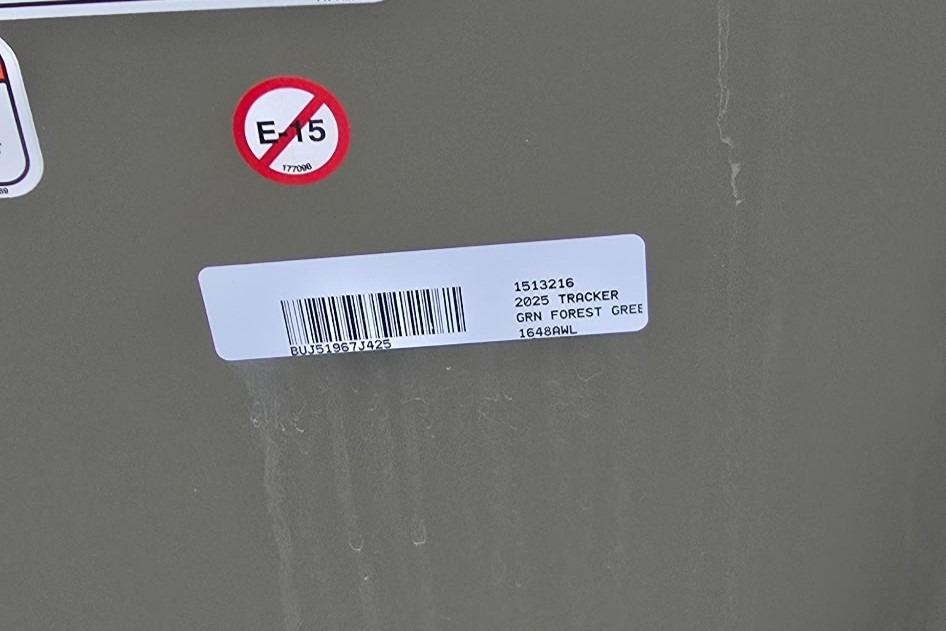 E-15
177098
1513216
2025 TRACKER
GRN FOREST GREE
1648AWL
BUJ51967J425